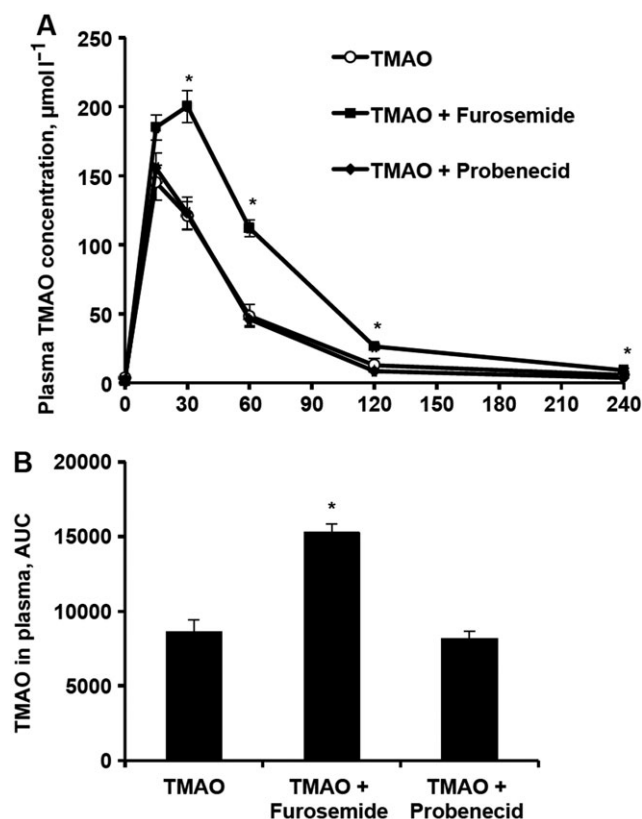 A
Plasma TMAO concentration, µmol l⁻¹
250
200
150
100
50
0
*
*
*
*
TMAO
TMAO + Furosemide
TMAO + Probenecid
0 30 60 90 120 150 180 210 240
B
TMAO in plasma, AUC
20000
15000
10000
5000
0
*
TMAO
TMAO +
Furosemide
TMAO +
Probenecid